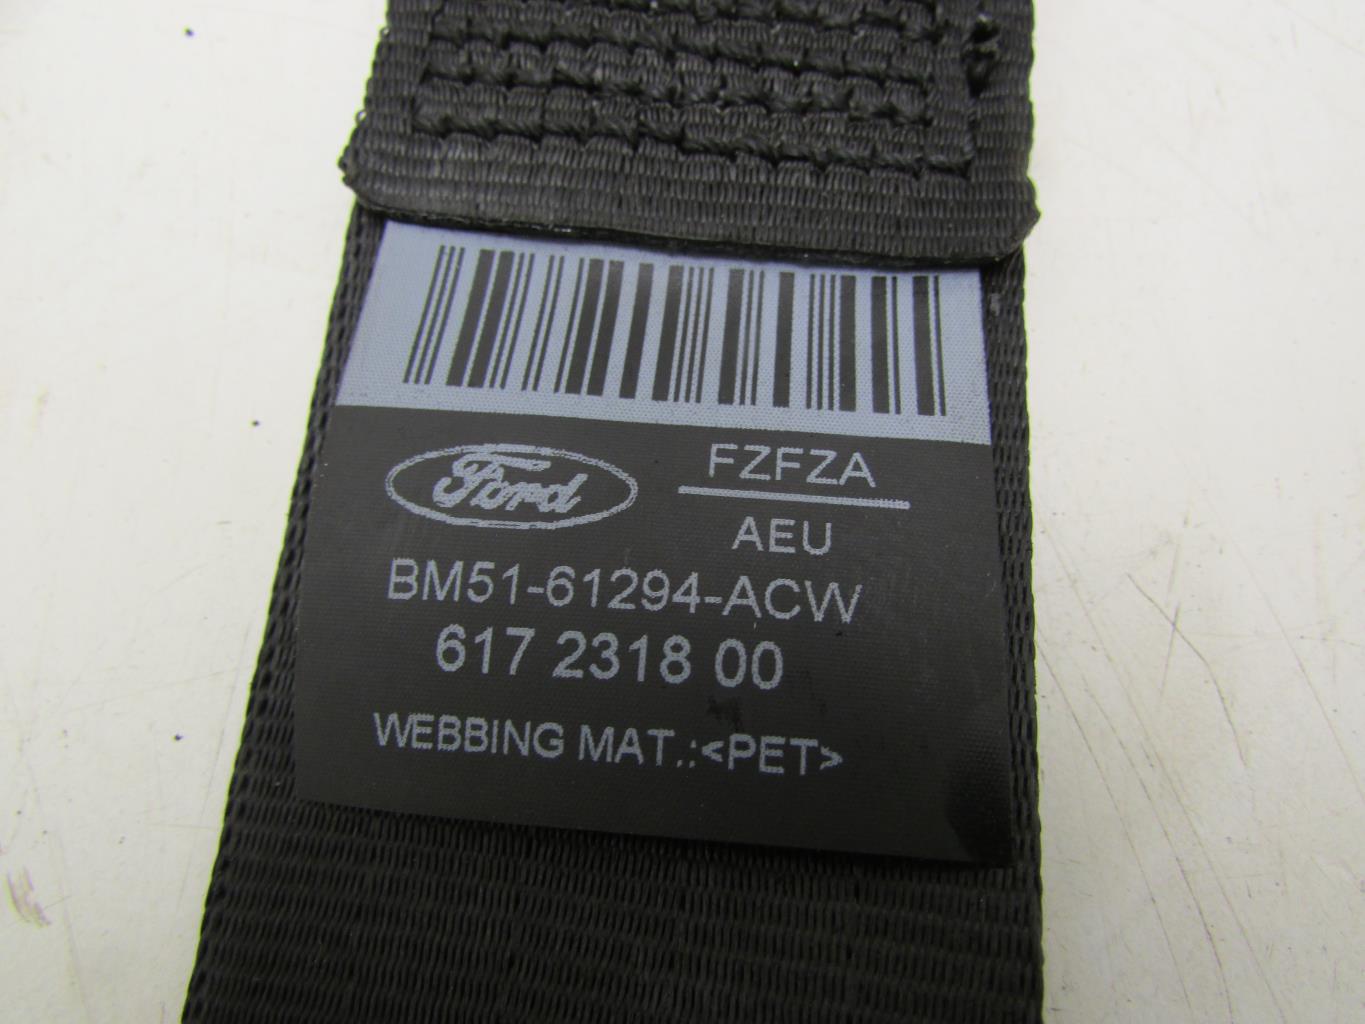 Ford
FZFZA
AEU
BM51-61294-ACW
617 2318 00
WEBBING MAT.:<PET>